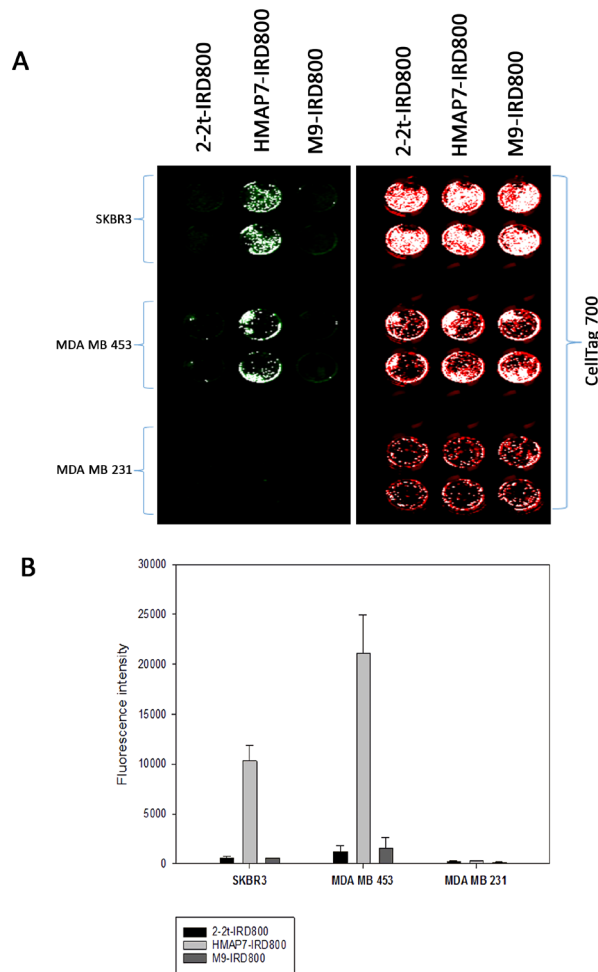 A
2-2t-IRD800
HMAP7-IRD800
M9-IRD800
2-2t-IRD800
HMAP7-IRD800
M9-IRD800
SKBR3
MDA MB 453
MDA MB 231
CellTag 700
B
30000
25000
20000
15000
10000
5000
0
Fluorescence intensity
SKBR3 MDA MB 453 MDA MB 231
2-2t-IRD800
HMAP7-IRD800
M9-IRD800